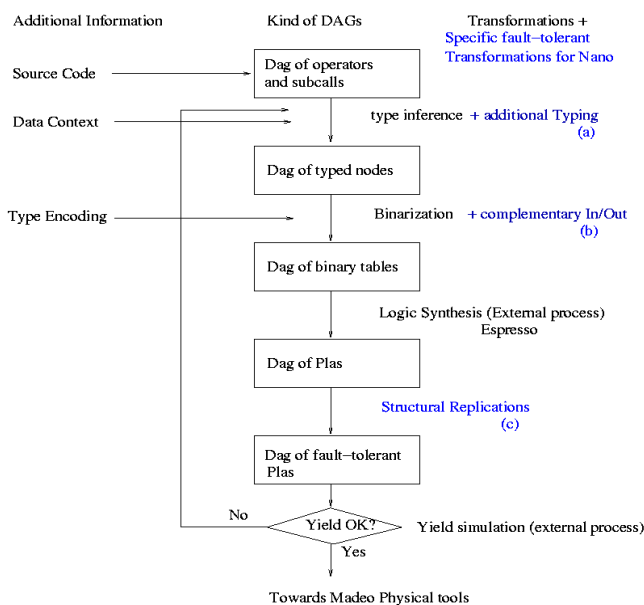 Additional Information
Kind of DAGs
Transformations +
Specific fault−tolerant
Transformations for Nano
Source Code
Dag of operators
and subcalls
Data Context
type inference + additional Typing
(a)
Dag of typed nodes
Type Encoding
Binarization + complementary In/Out
(b)
Dag of binary tables
Logic Synthesis (External process)
Espresso
Dag of Plas
Structural Replications
(c)
Dag of fault−tolerant
Plas
No
Yield OK?
Yield simulation (external process)
Yes
Towards Madeo Physical tools